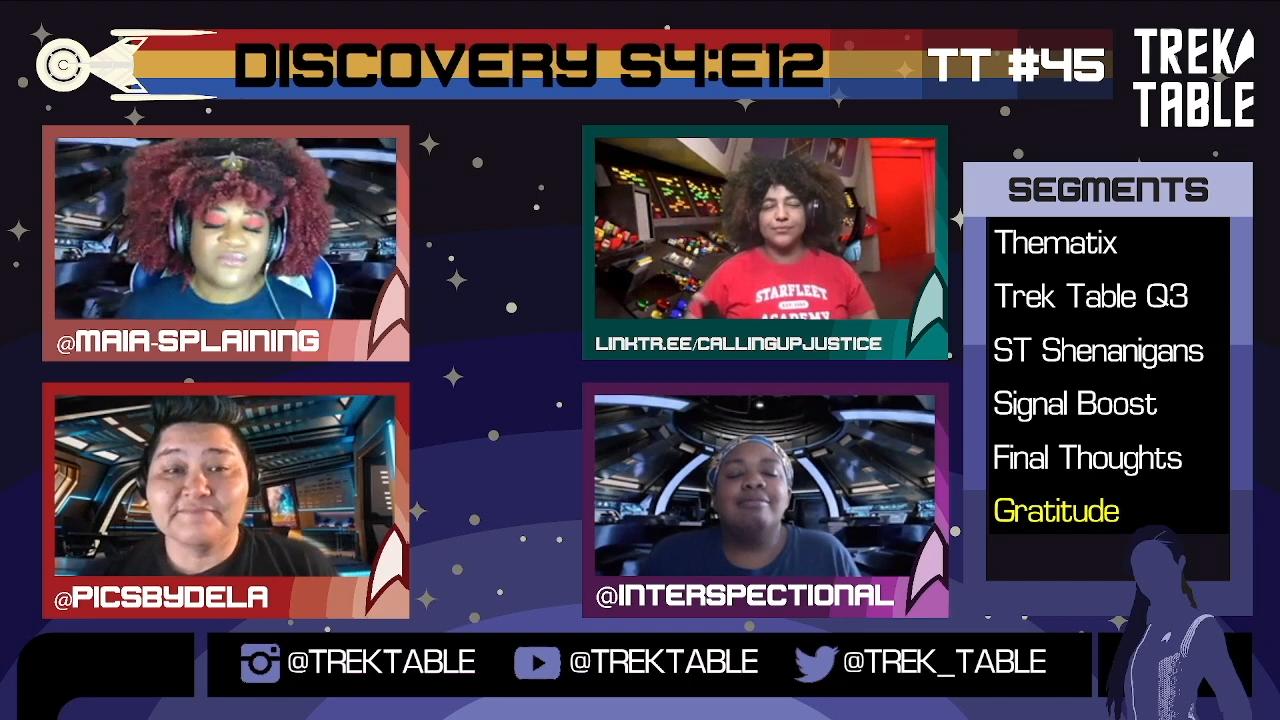 DISCOVERY S4:E12
TT #45
TREK
TABLE
@MAIA-SPLAINING
STARFLEET
ACADEMY
LINKTR.EE/CALLINGUPJUSTICE
@PICSBYDELA
@INTERSPECTIONAL
SEGMENTS
Thematix
Trek Table Q3
ST Shenanigans
Signal Boost
Final Thoughts
Gratitude
@TREKTABLE
@TREKTABLE
@TREK_TABLE